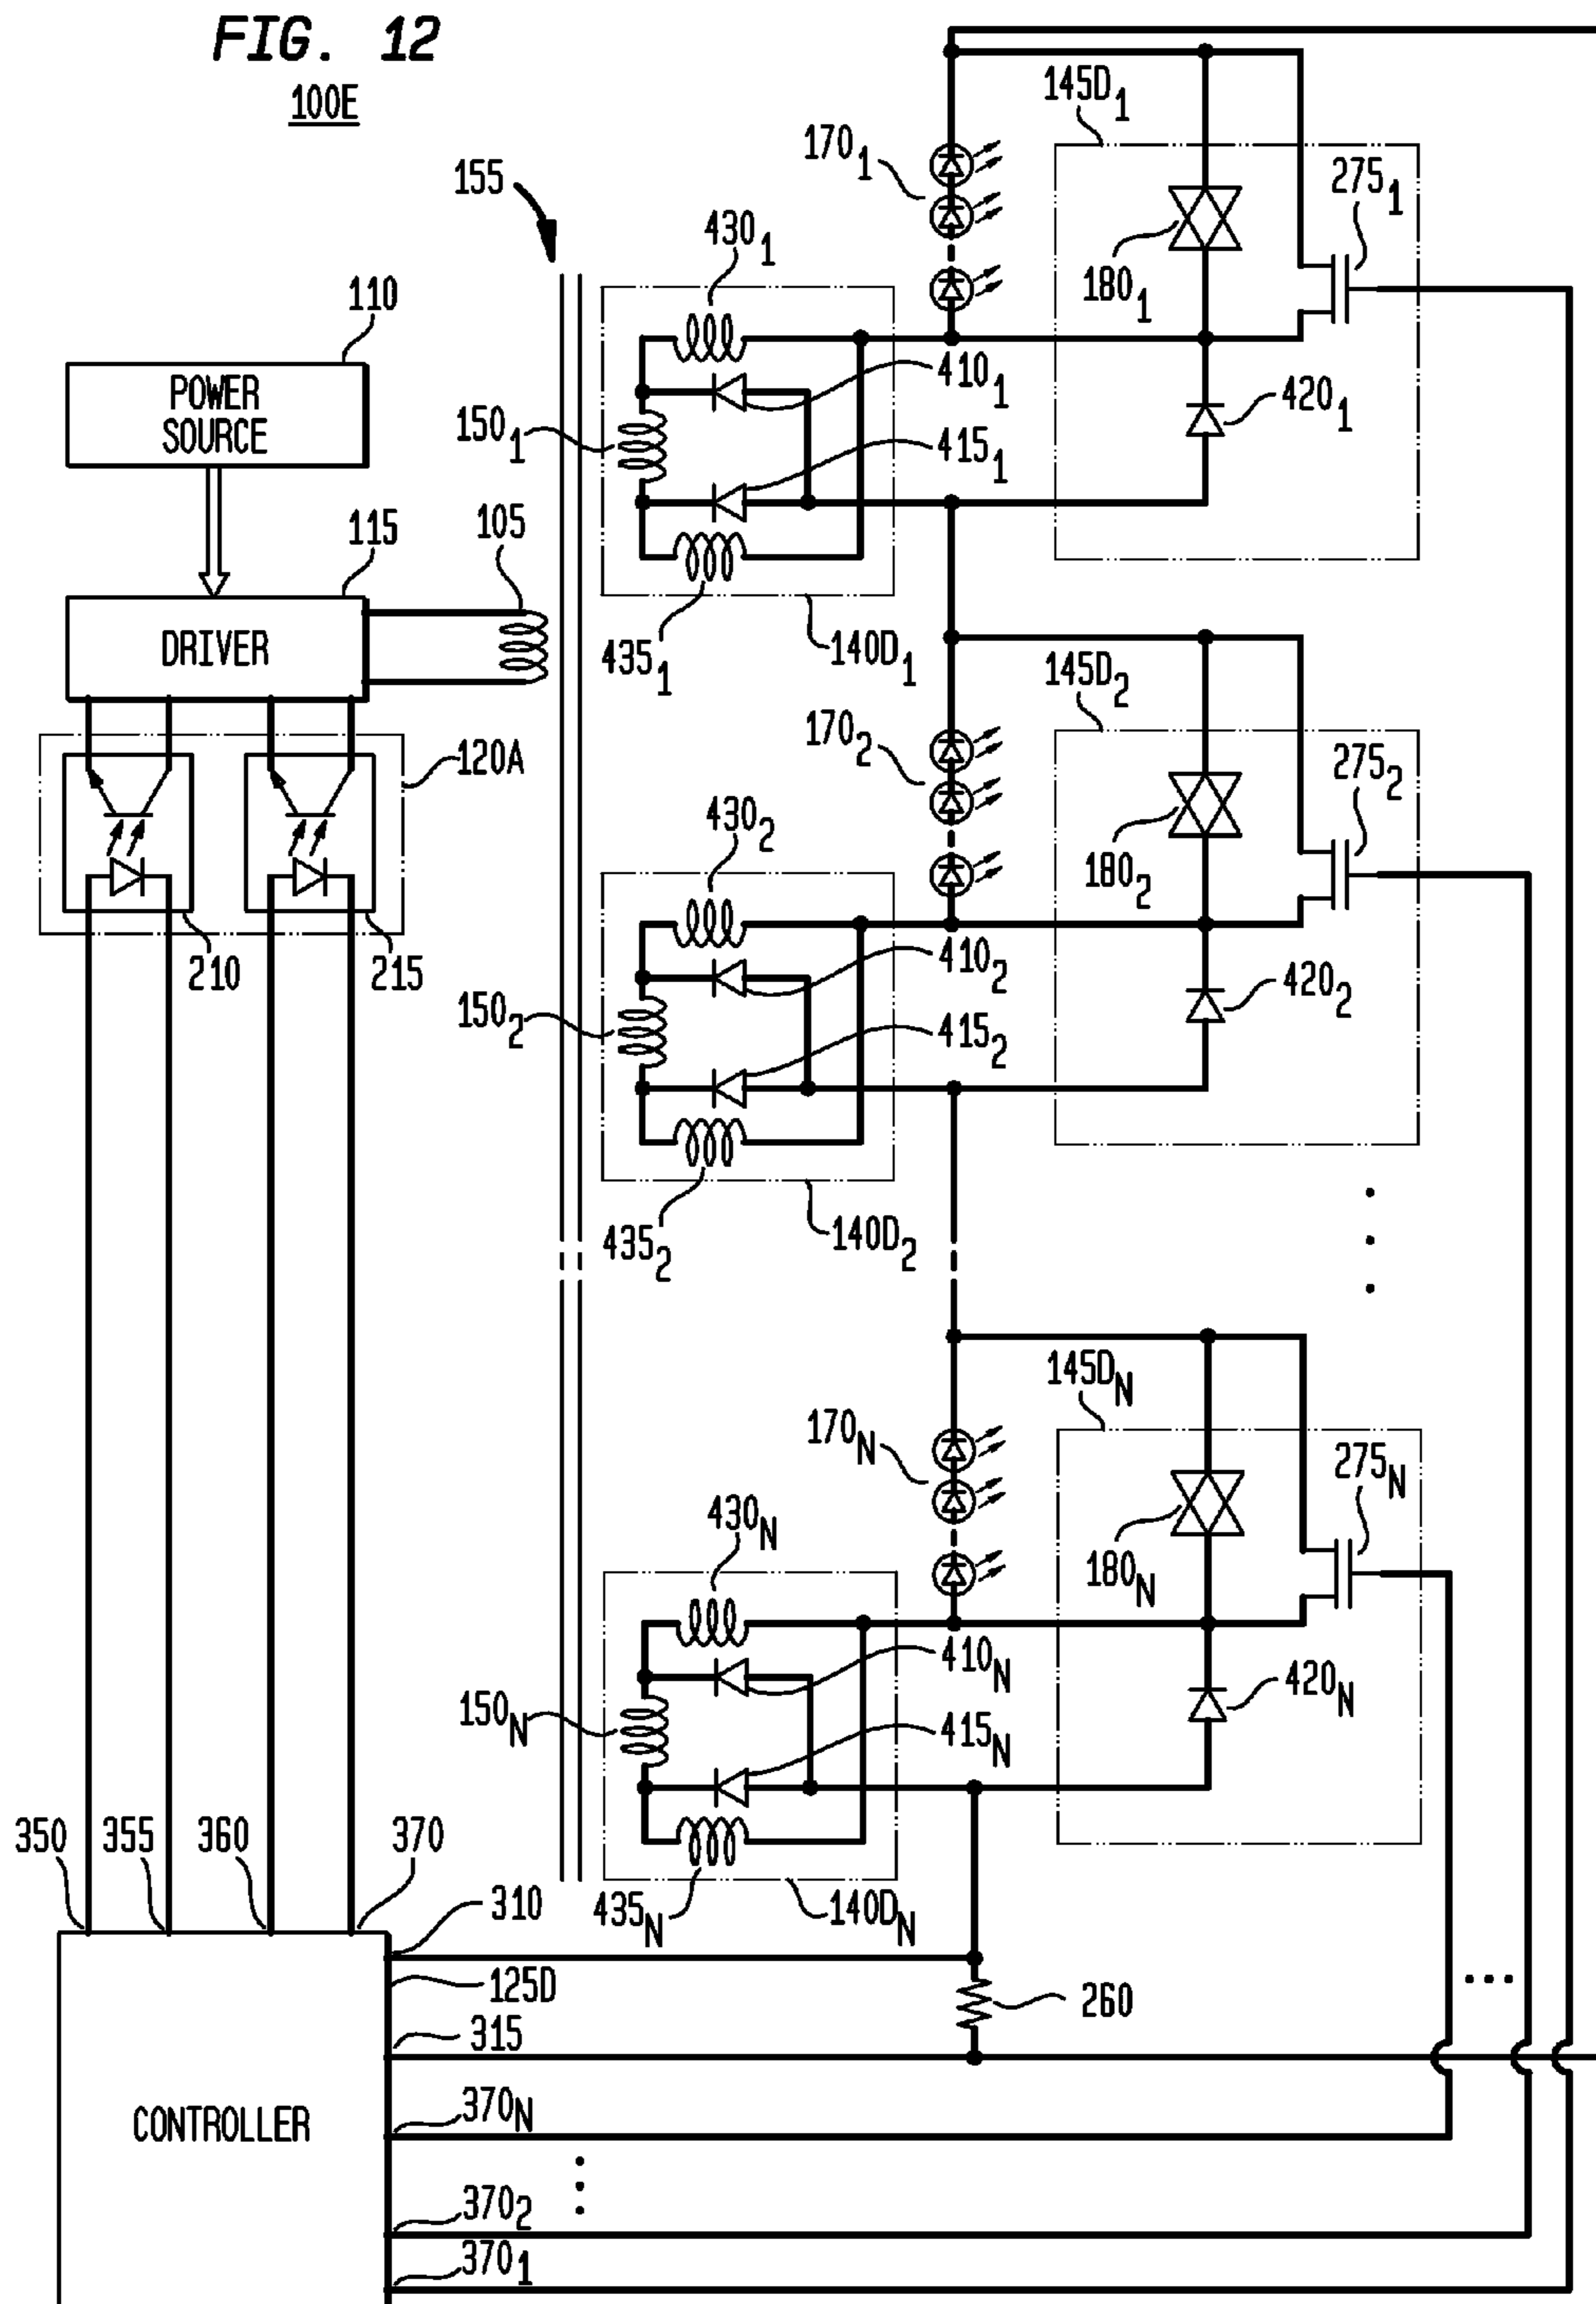 FIG. 12
100E
155
110
POWER
SOURCE
115
105
DRIVER
120A
210
215
430₁
150₁
410₁
415₁
435₁
140D₁
170₁
145D₁
180₁
275₁
420₁
430₂
150₂
410₂
415₂
435₂
140D₂
170₂
145D₂
180₂
275₂
420₂
430N
150N
410N
415N
435N
140DN
170N
145DN
180N
275N
420N
350
355
360
370
310
125D
315
260
CONTROLLER
370N
370₂
370₁